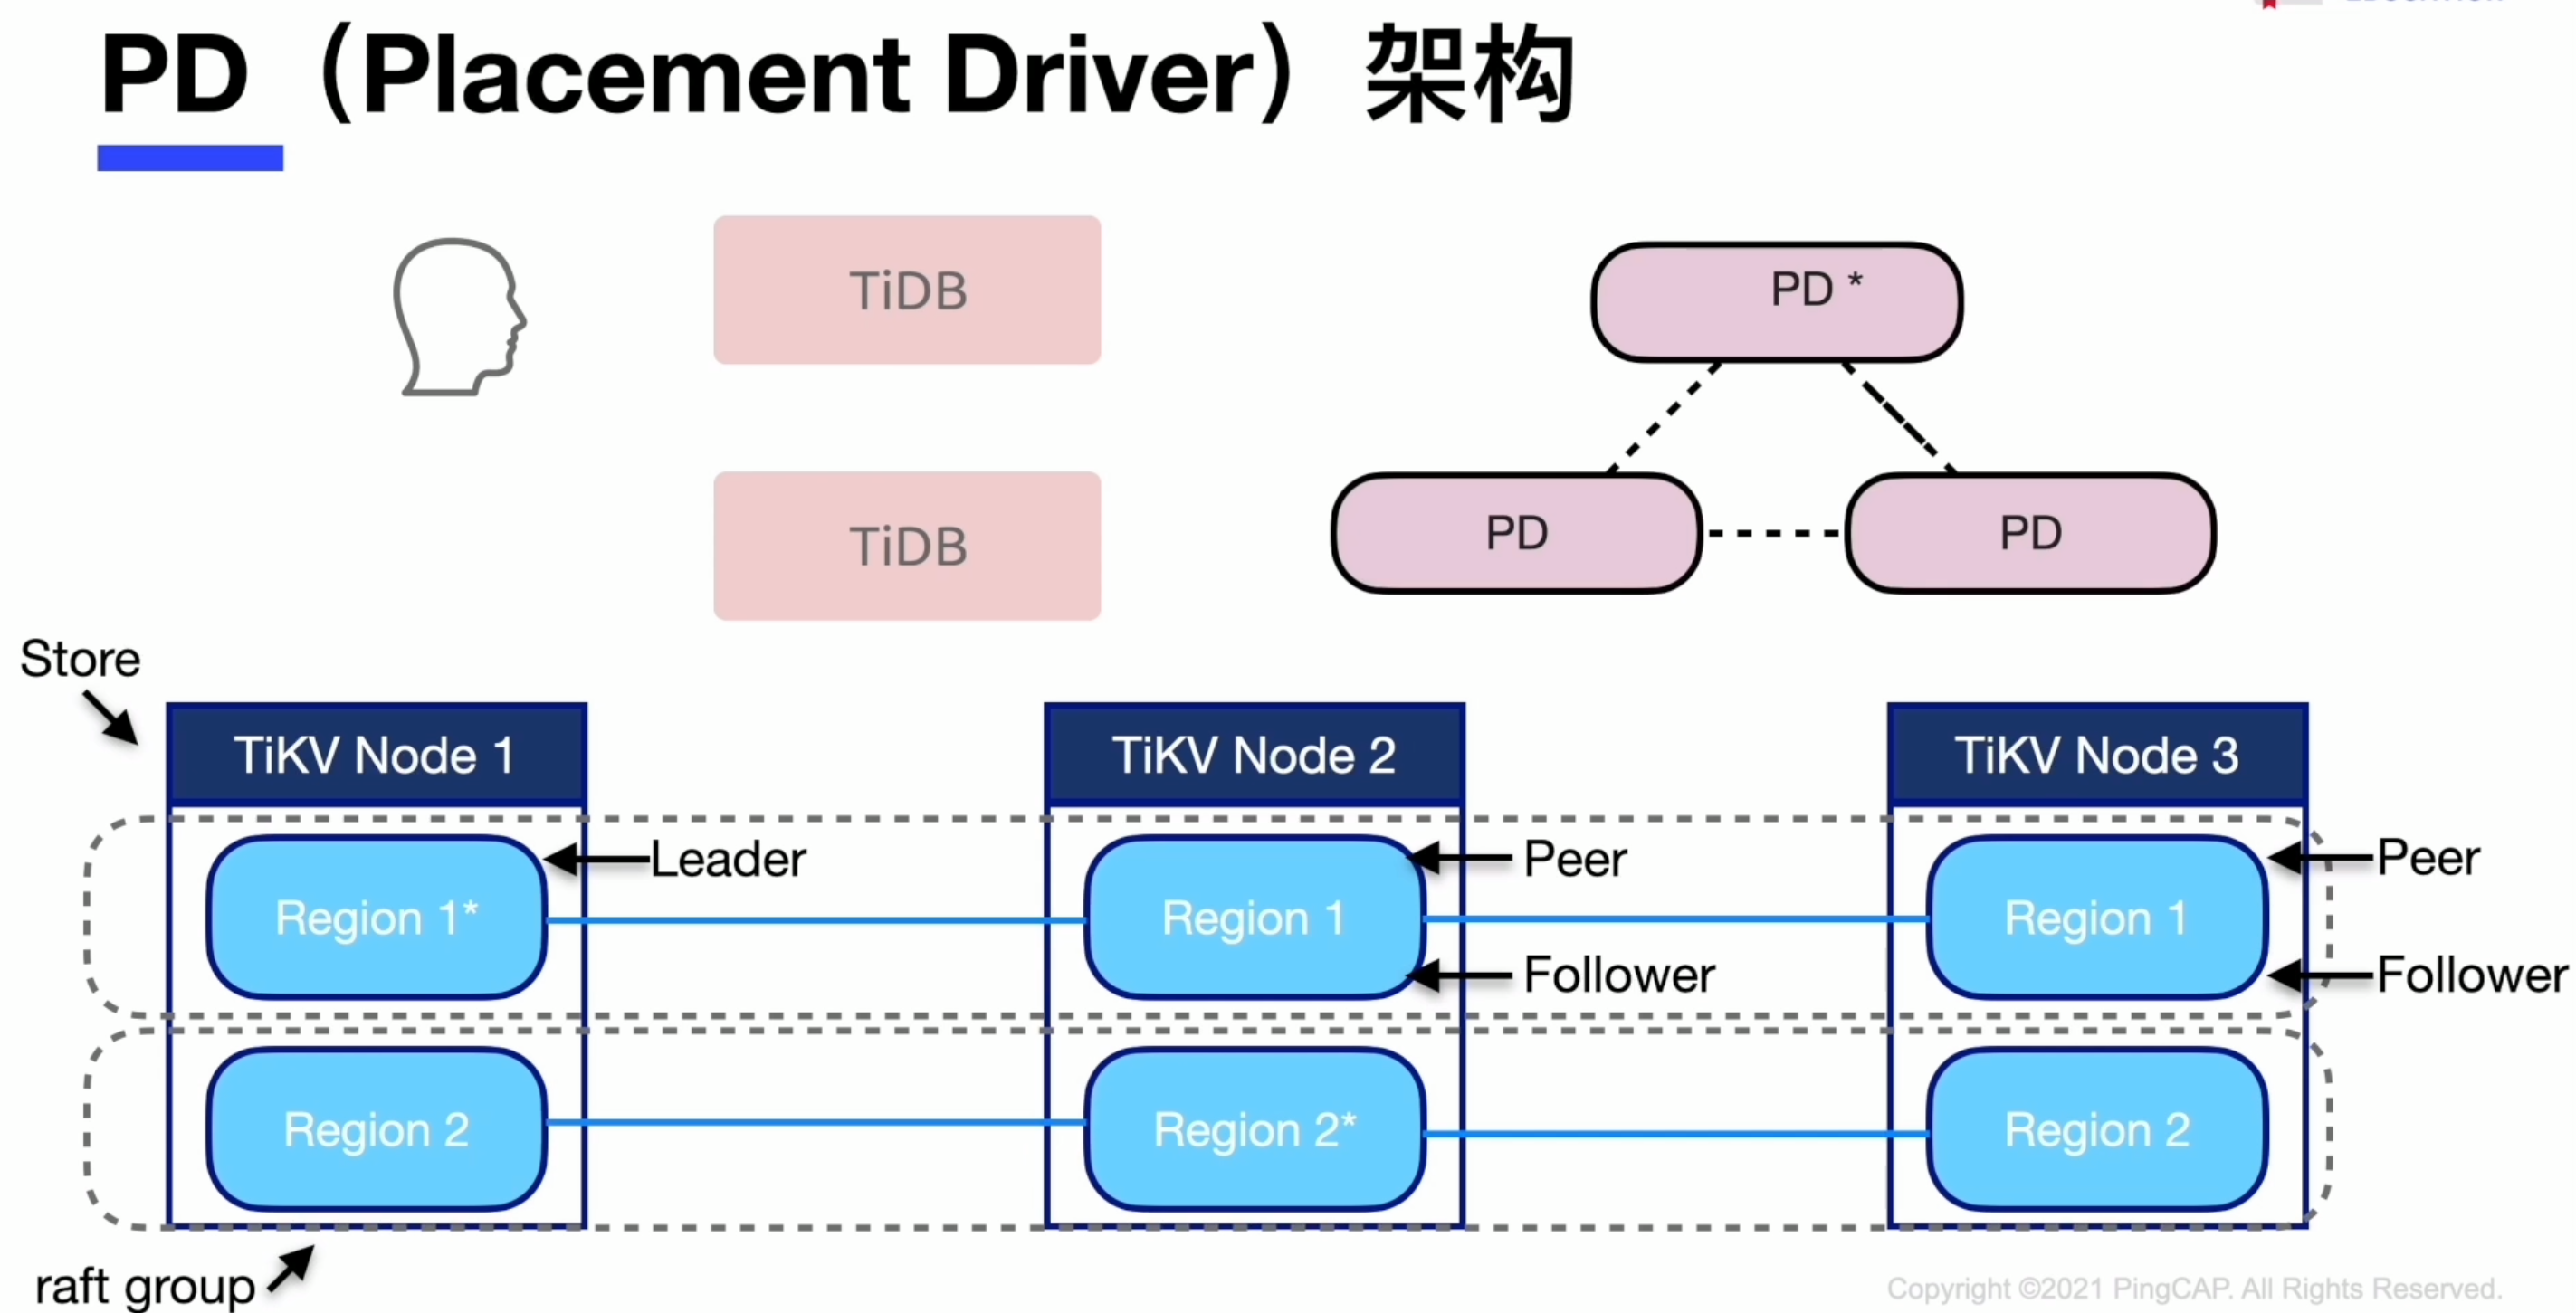 PD（Placement Driver）架构
TiDB
PD *
TiDB
PD
PD
Store
TiKV Node 1
TiKV Node 2
TiKV Node 3
Leader
Peer
Peer
Region 1*
Region 1
Region 1
Follower
Follower
Region 2
Region 2*
Region 2
raft group
Copyright ©2021 PingCAP. All Rights Reserved.